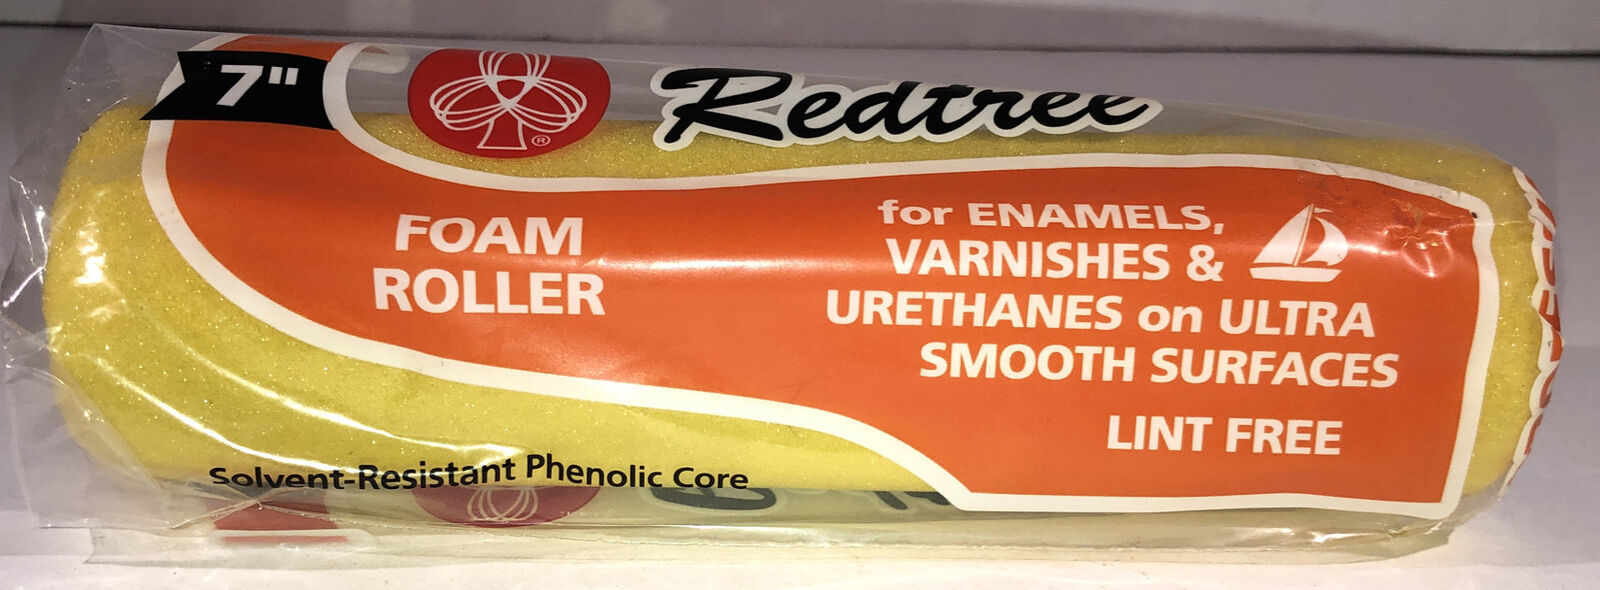 7"
Redtree
®
FOAM
ROLLER
for ENAMELS,
VARNISHES &
URETHANES on ULTRA
SMOOTH SURFACES
LINT FREE
Solvent-Resistant Phenolic Core